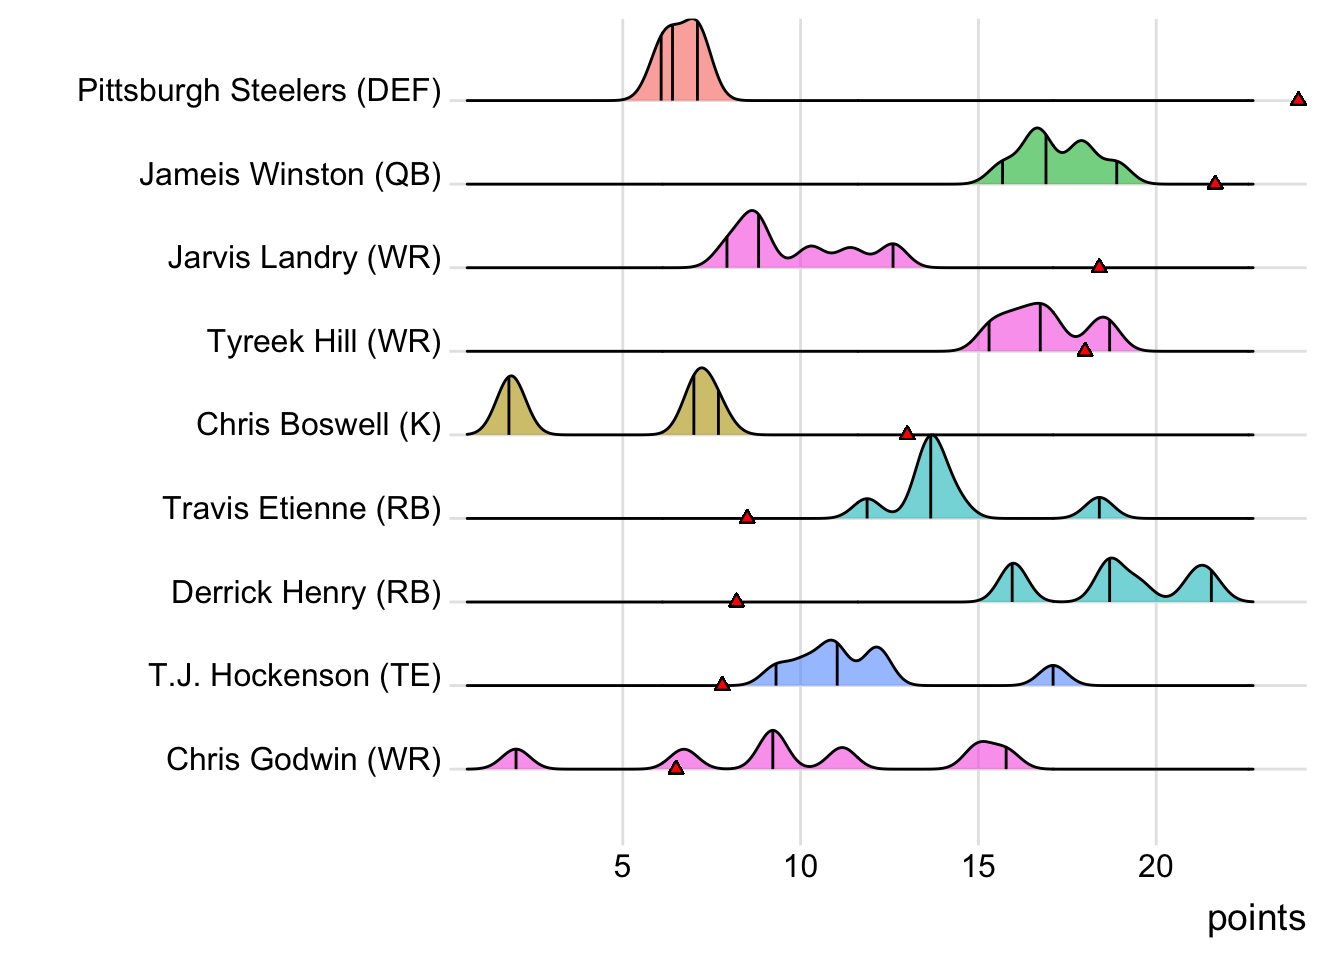 Pittsburgh Steelers (DEF)
Jameis Winston (QB)
Jarvis Landry (WR)
Tyreek Hill (WR)
Chris Boswell (K)
Travis Etienne (RB)
Derrick Henry (RB)
T.J. Hockenson (TE)
Chris Godwin (WR)
5 10 15 20
points